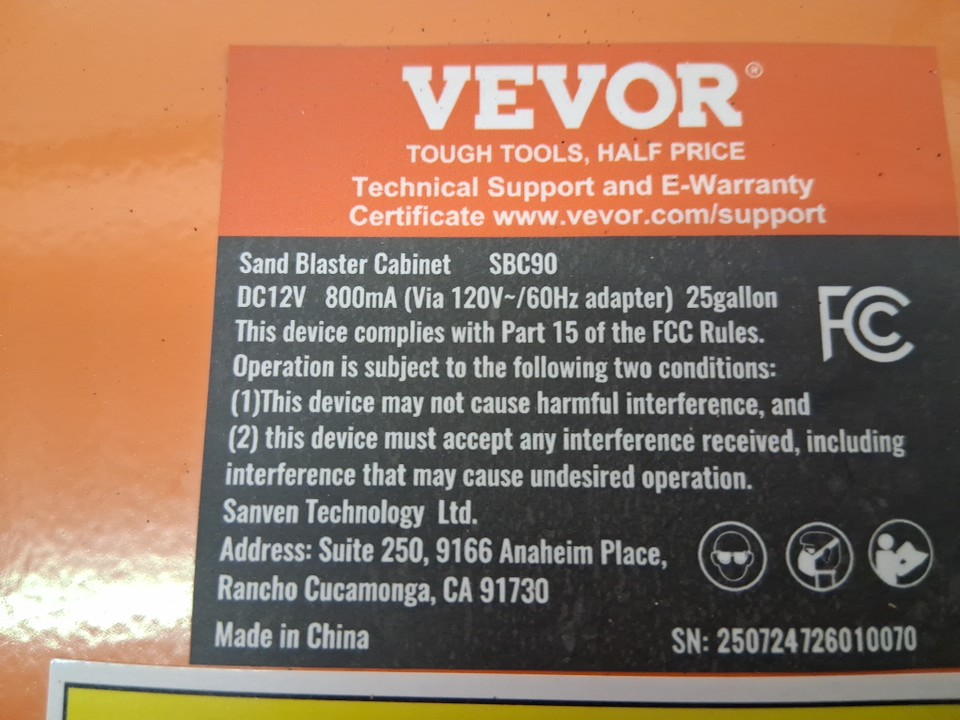 VEVOR®
TOUGH TOOLS, HALF PRICE
Technical Support and E-Warranty
Certificate www.vevor.com/support
Sand Blaster Cabinet SBC90
DC12V 800mA (Via 120V~/60Hz adapter) 25gallon
FC
This device complies with Part 15 of the FCC Rules.
Operation is subject to the following two conditions:
(1)This device may not cause harmful interference, and
(2) this device must accept any interference received, including
interference that may cause undesired operation.
Sanven Technology Ltd.
Address: Suite 250, 9166 Anaheim Place,
Rancho Cucamonga, CA 91730
Made in China SN: 250724726010070